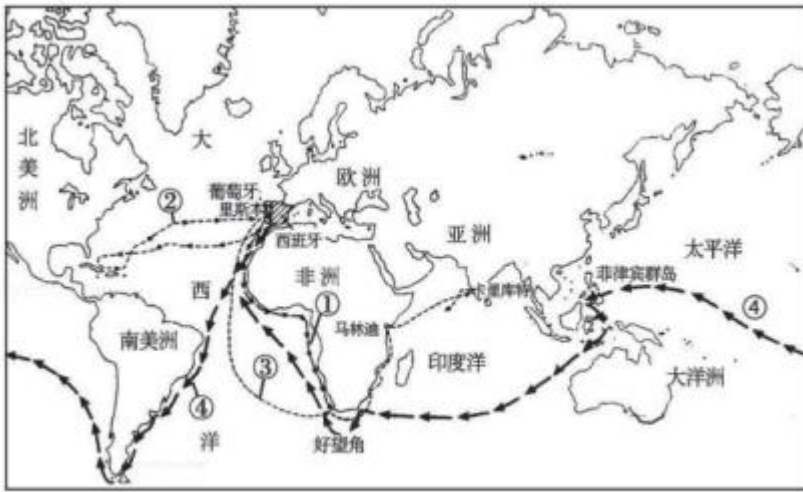 北美洲
大
②
葡萄牙
里斯本
欧洲
西班牙
亚洲
太平洋
西
非洲
卡里库特
菲津宾群岛
①
④
马林迪
南美洲
印度洋
③
大洋洲
④
洋
好望角